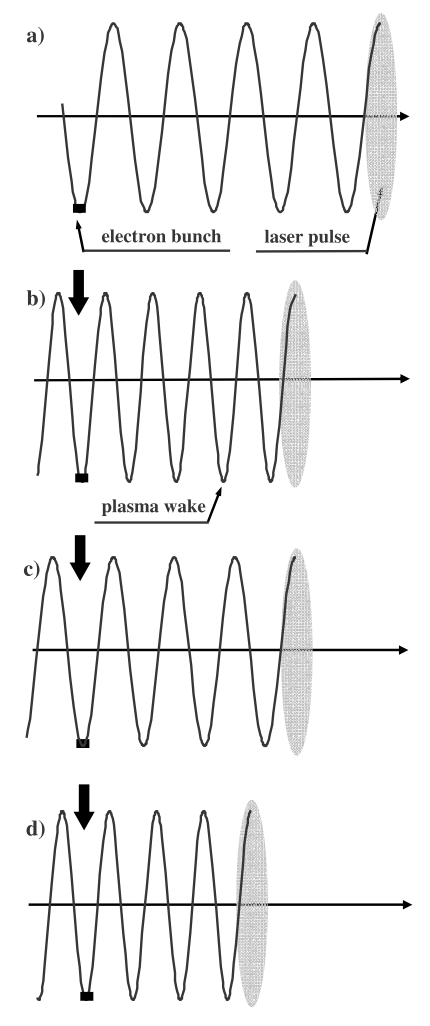 a)
electron bunch
laser pulse
b)
plasma wake
c)
d)